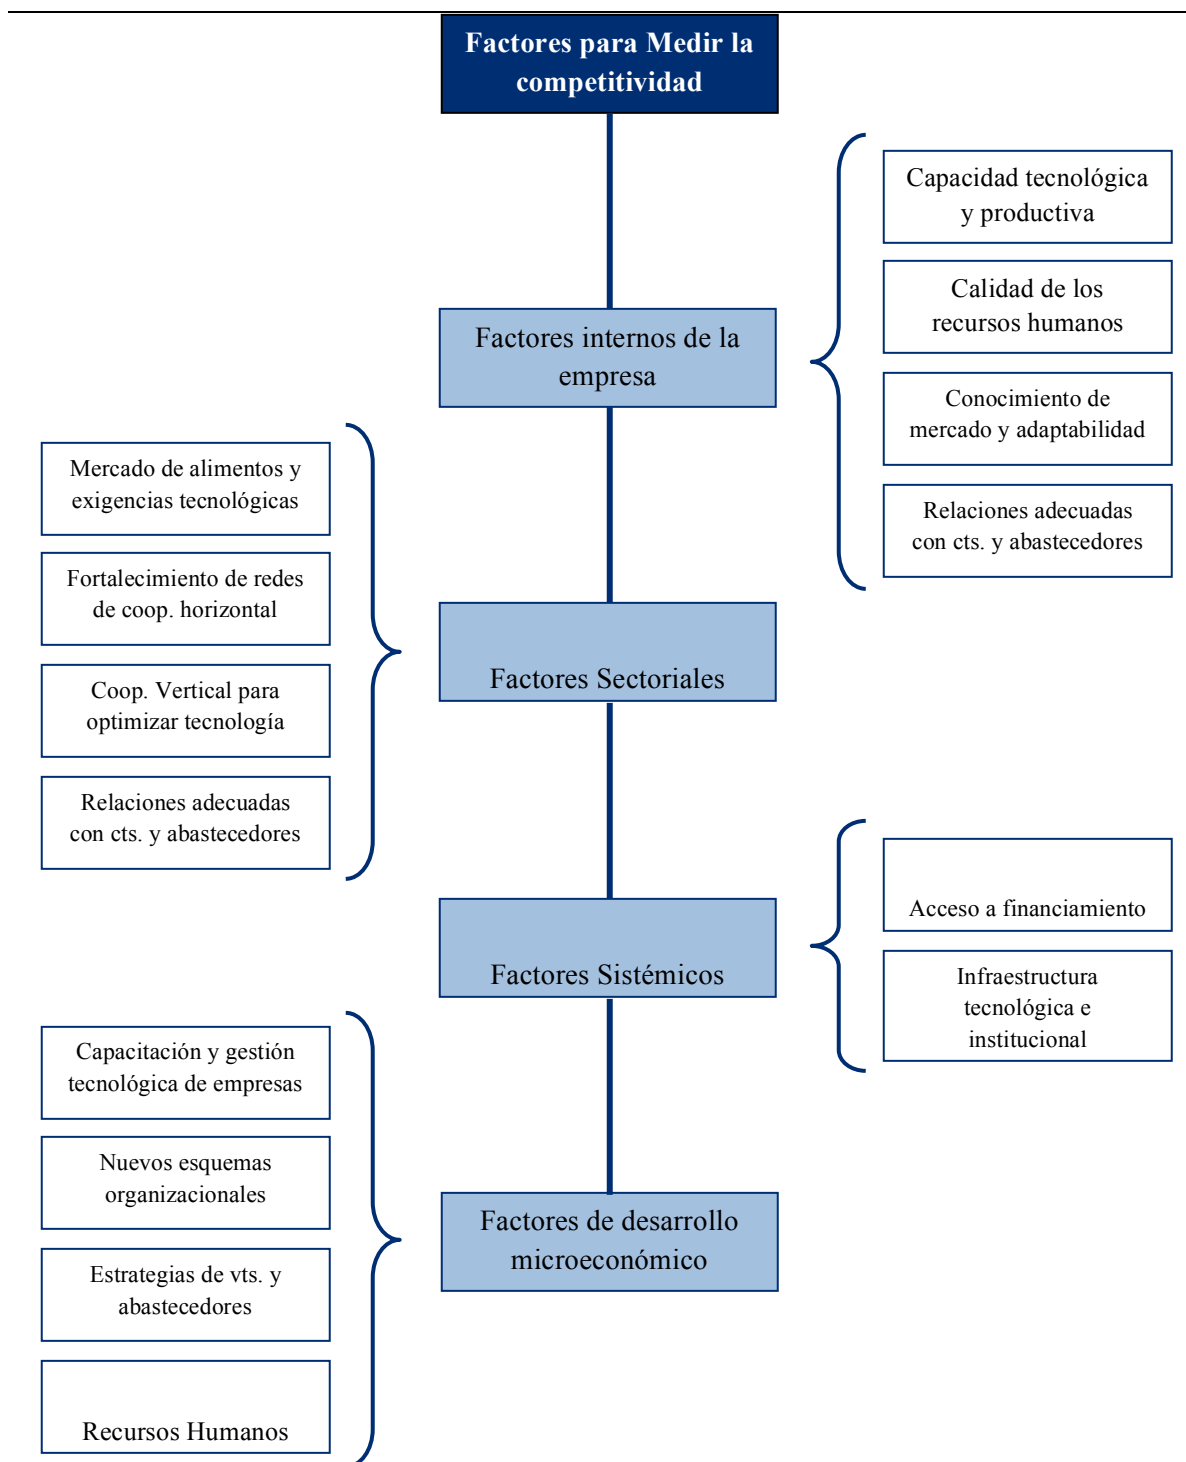 Factores para Medir la
competitividad
Factores internos de la
empresa
Capacidad tecnológica
y productiva
Calidad de los
recursos humanos
Conocimiento de
mercado y adaptabilidad
Relaciones adecuadas
con cts. y abastecedores
Factores Sectoriales
Mercado de alimentos y
exigencias tecnológicas
Fortalecimiento de redes
de coop. horizontal
Coop. Vertical para
optimizar tecnología
Relaciones adecuadas
con cts. y abastecedores
Factores Sistémicos
Acceso a financiamiento
Infraestructura
tecnológica e
institucional
Factores de desarrollo
microeconómico
Capacitación y gestión
tecnológica de empresas
Nuevos esquemas
organizacionales
Estrategias de vts. y
abastecedores
Recursos Humanos